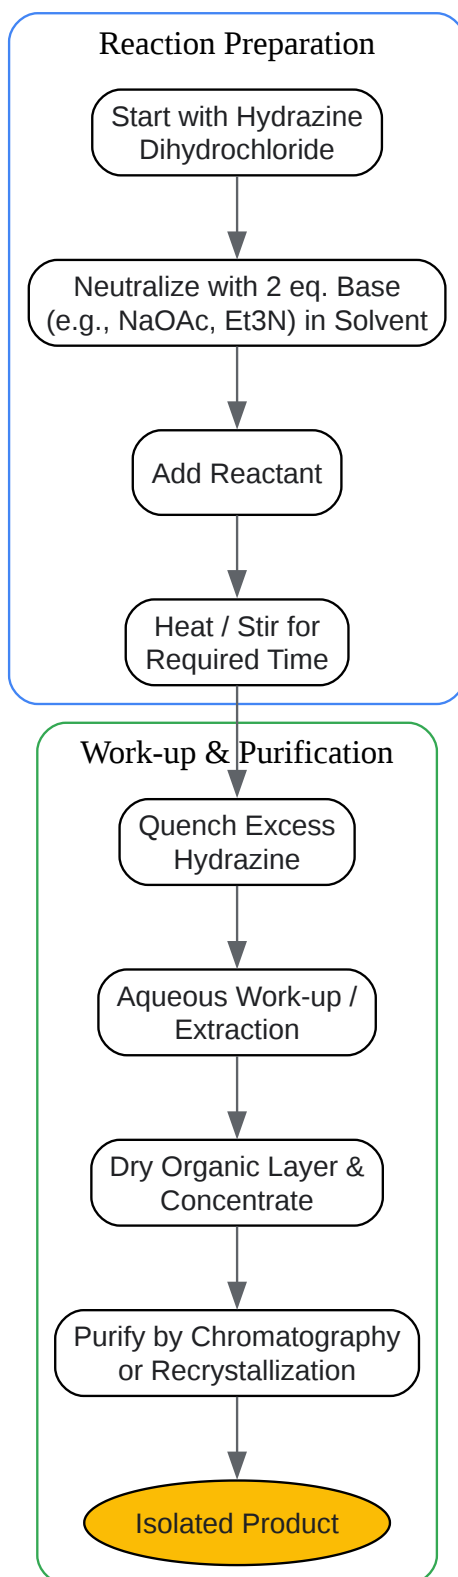 Reaction Preparation
Start with Hydrazine
Dihydrochloride
Neutralize with 2 eq. Base
(e.g., NaOAc, Et3N) in Solvent
Add Reactant
Heat / Stir for
Required Time
Work-up & Purification
Quench Excess
Hydrazine
Aqueous Work-up /
Extraction
Dry Organic Layer &
Concentrate
Purify by Chromatography
or Recrystallization
Isolated Product